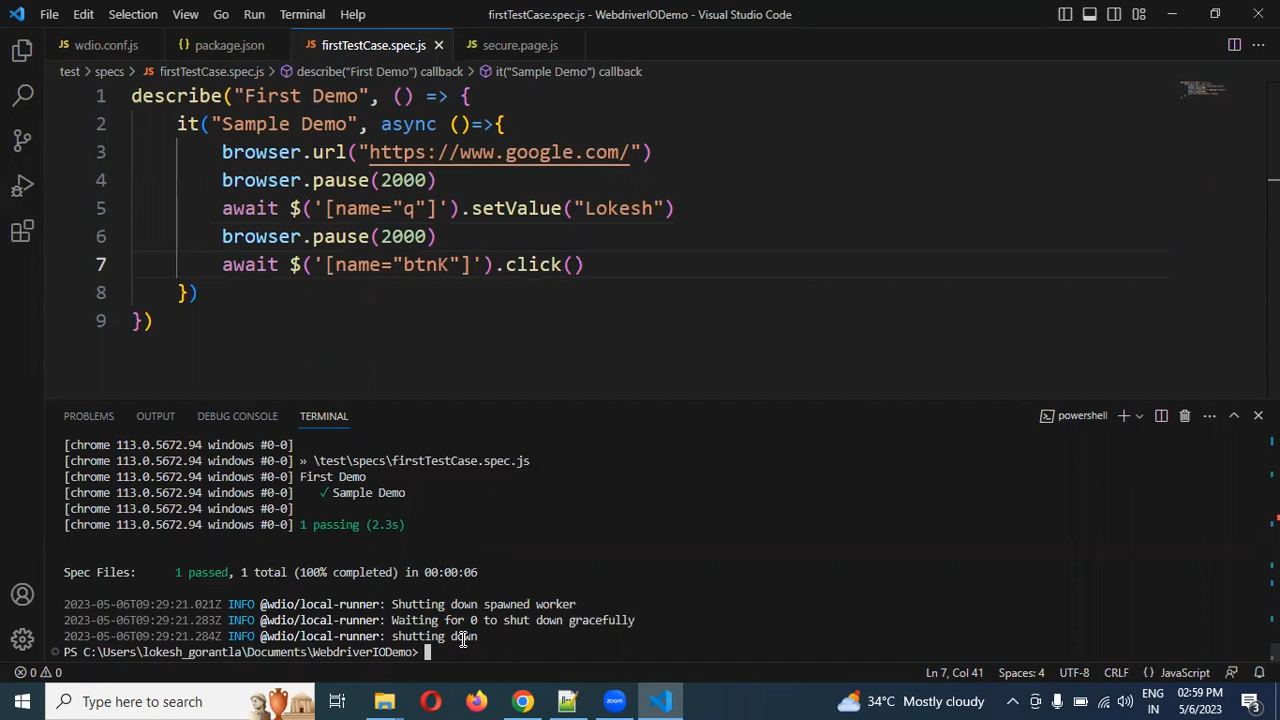 File Edit Selection View Go Run Terminal Help firstTestCase.spec.js - WebdriverIODemo - Visual Studio Code
JS wdio.conf.js {} package.json JS firstTestCase.spec.js JS secure.page.js
test > specs > JS firstTestCase.spec.js > describe("First Demo") callback > it("Sample Demo") callback
1 describe("First Demo", () => {
2 it("Sample Demo", async ()=>{
3 browser.url("https://www.google.com/")
4 browser.pause(2000)
5 await $('[name="q"]').setValue("Lokesh")
6 browser.pause(2000)
7 await $('[name="btnK"]').click()
8 })
9 })
PROBLEMS OUTPUT DEBUG CONSOLE TERMINAL powershell
[chrome 113.0.5672.94 windows #0-0]
[chrome 113.0.5672.94 windows #0-0] » \test\specs\firstTestCase.spec.js
[chrome 113.0.5672.94 windows #0-0] First Demo
[chrome 113.0.5672.94 windows #0-0] ✓ Sample Demo
[chrome 113.0.5672.94 windows #0-0]
[chrome 113.0.5672.94 windows #0-0] 1 passing (2.3s)
Spec Files: 1 passed, 1 total (100% completed) in 00:00:06
2023-05-06T09:29:21.021Z INFO @wdio/local-runner: Shutting down spawned worker
2023-05-06T09:29:21.283Z INFO @wdio/local-runner: Waiting for 0 to shut down gracefully
2023-05-06T09:29:21.284Z INFO @wdio/local-runner: shutting down
PS C:\Users\lokesh_gorantla\Documents\WebdriverIODemo>
0 0 Ln 7, Col 41 Spaces: 4 UTF-8 CRLF {} JavaScript
Type here to search zoom 34°C Mostly cloudy ENG 02:59 PM
IN 5/6/2023 3